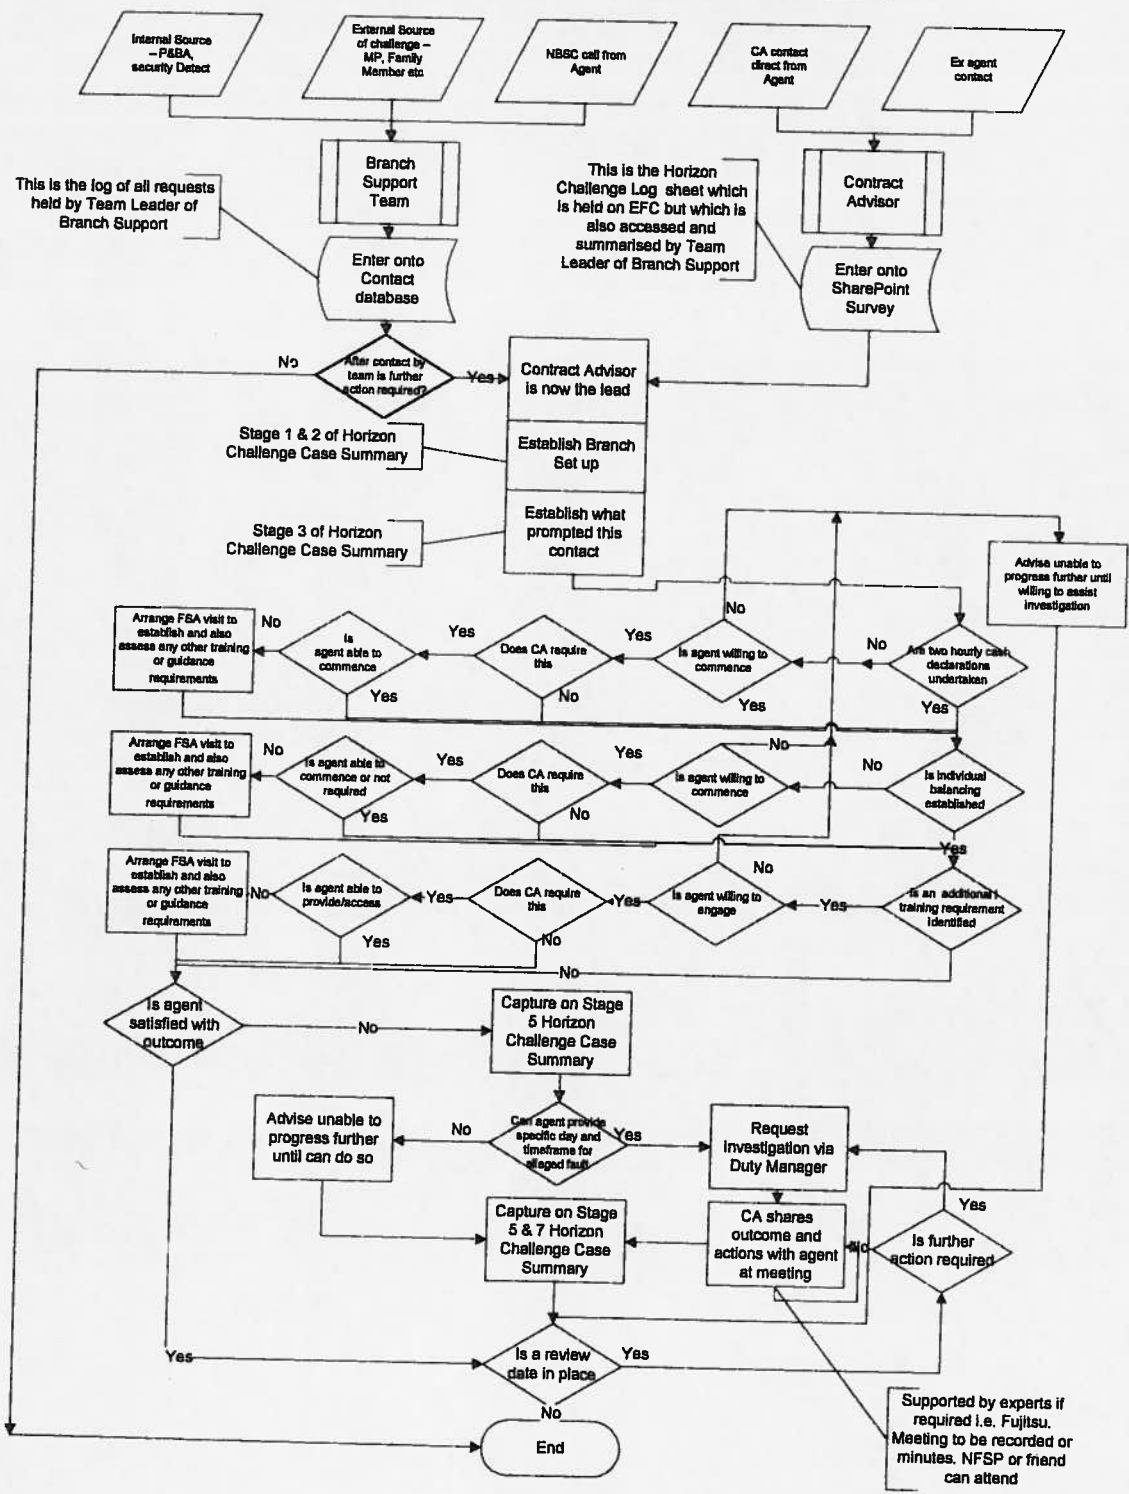 Internal Source
– P&BA,
security Detect
External Source
of challenge –
MP, Family
Member etc
NBSC call from
Agent
CA contact
direct from
Agent
Ex agent
contact
This is the log of all requests
held by Team Leader of
Branch Support
Branch
Support
Team
This is the Horizon
Challenge Log sheet which
is held on EFC but which is
also accessed and
summarised by Team
Leader of Branch Support
Contract
Advisor
Enter onto
Contact
database
Enter onto
SharePoint
Survey
No
After contact by
team is further
action required?
Yes
Contract Advisor
is now the lead
Stage 1 & 2 of Horizon
Challenge Case Summary
Establish Branch
Set up
Stage 3 of Horizon
Challenge Case Summary
Establish what
prompted this
contact
Advise unable to
progress further until
willing to assist
investigation
Arrange FSA visit to
establish and also
assess any other training
or guidance
requirements
No
Is
agent able to
commence
Yes
Does CA require
this
Yes
Is agent willing to
commence
No
No
Are two hourly cash
declarations
undertaken
Yes
No
Yes
Yes
Arrange FSA visit to
establish and also
assess any other training
or guidance
requirements
No
Is agent able to
commence or not
required
Yes
Does CA require
this
Yes
Is agent willing to
commence
No
No
Is individual
balancing
established
Yes
No
Yes
Arrange FSA visit to
establish and also
assess any other training
or guidance
requirements
No
Is agent able to
provide/access
Yes
Does CA require
this
Yes
Is agent willing to
engage
No
Yes
Is an additional
training requirement
identified
Yes
No
No
Is agent
satisfied with
outcome
No
Capture on Stage
5 Horizon
Challenge Case
Summary
Advise unable to
progress further
until can do so
No
Can agent provide
specific day and
timeframe for
alleged fault
Yes
Request
investigation via
Duty Manager
Capture on Stage
5 & 7 Horizon
Challenge Case
Summary
CA shares
outcome and
actions with agent
at meeting
No
Is further
action required
Yes
Yes
Is a review
date in place
Yes
No
End
Supported by experts if
required i.e. Fujitsu.
Meeting to be recorded or
minutes. NFSP or friend
can attend